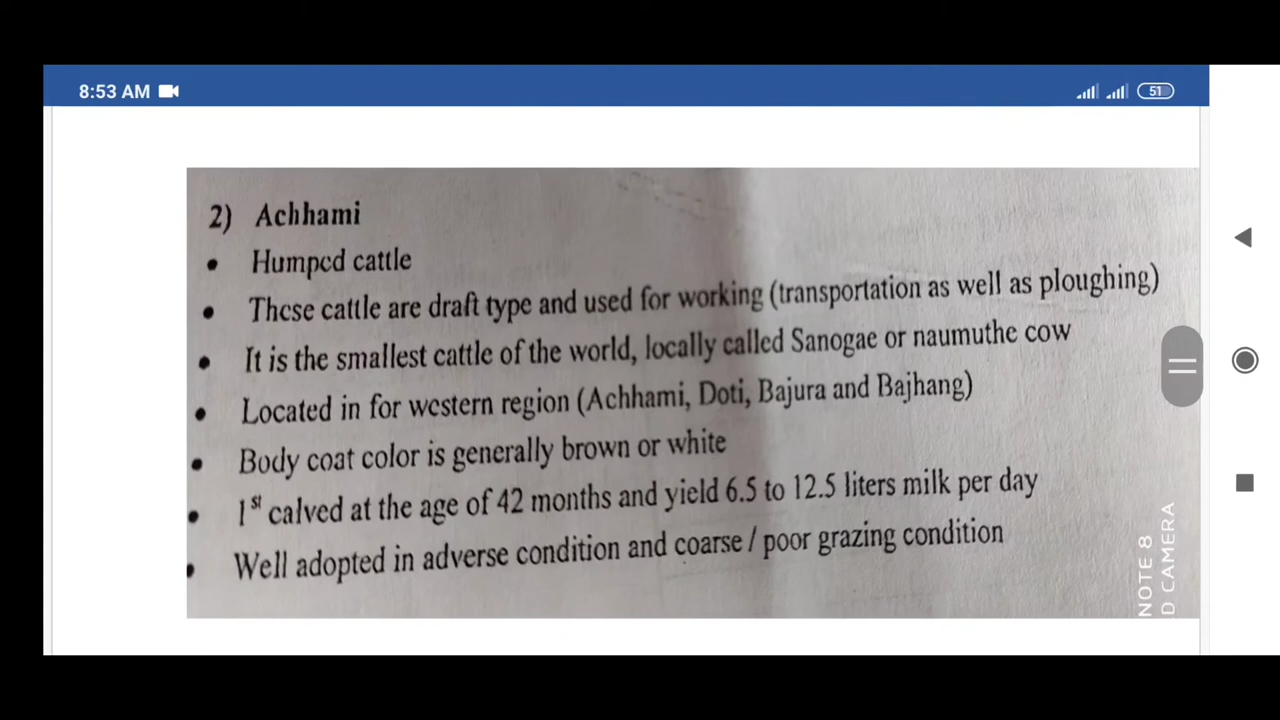 8:53 AM
51
2) Achhami
• Humped cattle
• These cattle are draft type and used for working (transportation as well as ploughing)
• It is the smallest cattle of the world, locally called Sanogae or naumuthe cow
• Located in for western region (Achhami, Doti, Bajura and Bajhang)
• Body coat color is generally brown or white
• 1st calved at the age of 42 months and yield 6.5 to 12.5 liters milk per day
• Well adopted in adverse condition and coarse / poor grazing condition
NOTE 8
D CAMERA